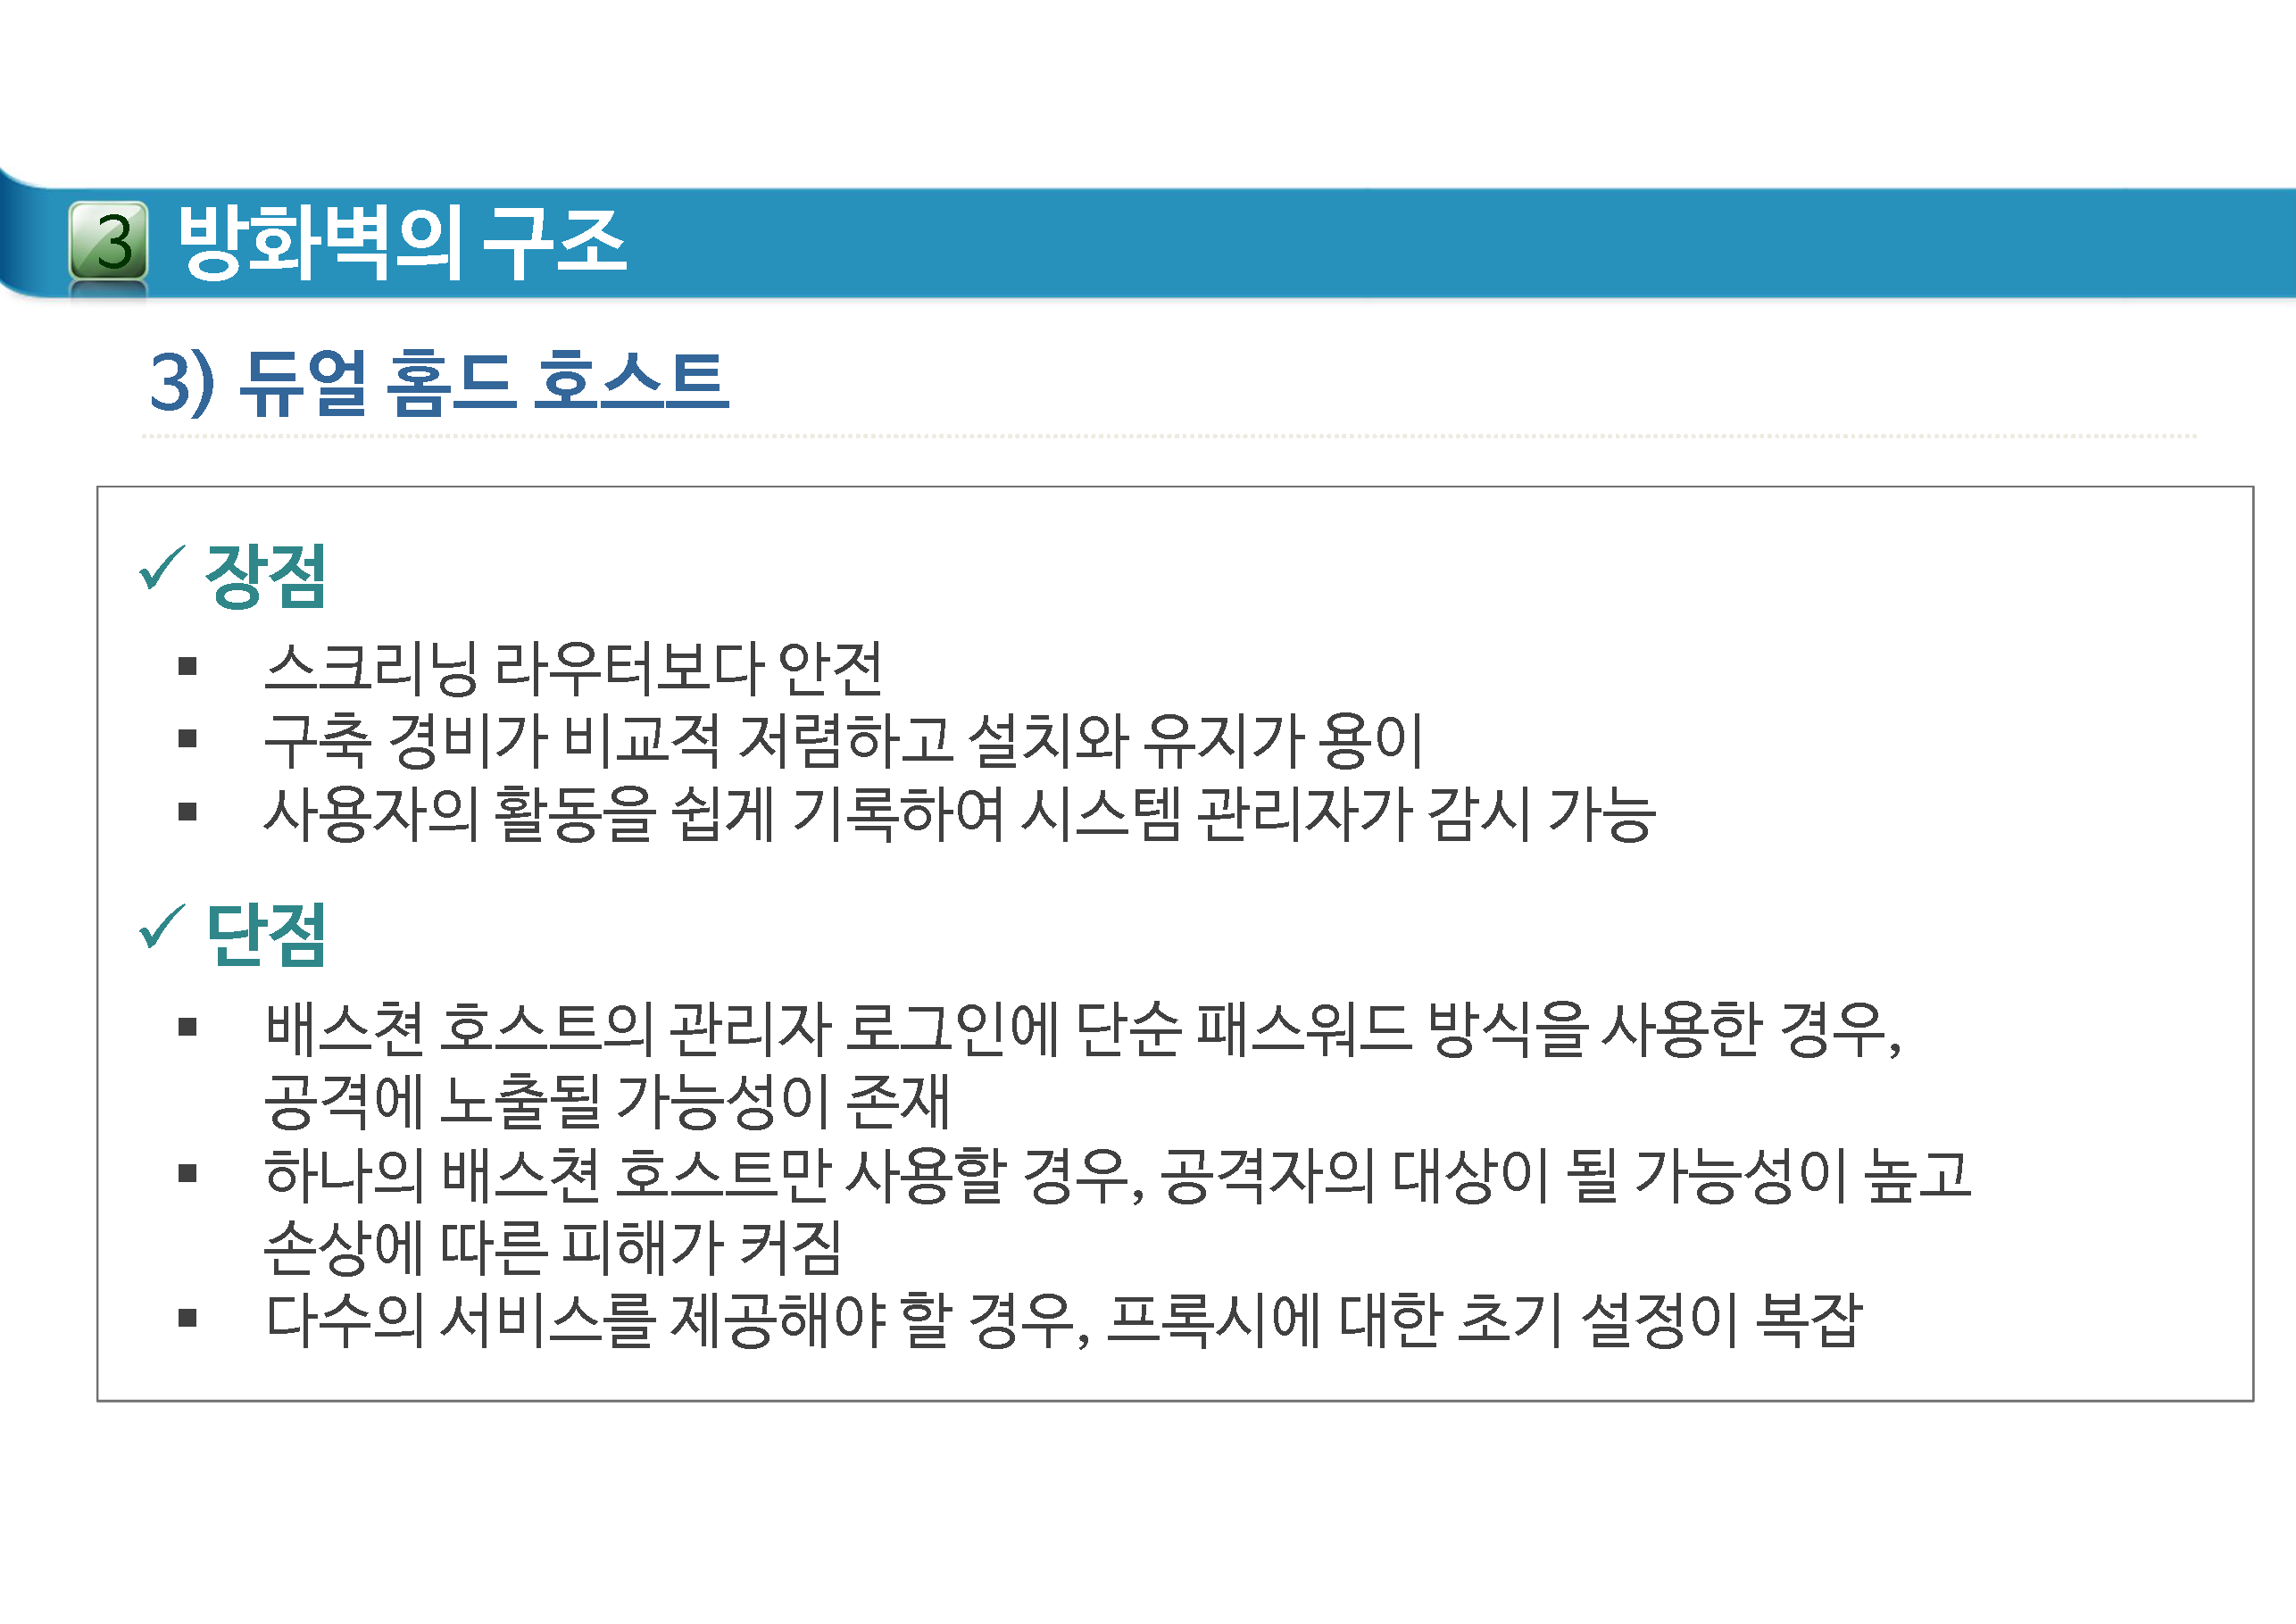 3 방화벽의 구조
3) 듀얼 홈드 호스트
✓ 장점
▪ 스크리닝 라우터보다 안전
▪ 구축 경비가 비교적 저렴하고 설치와 유지가 용이
▪ 사용자의 활동을 쉽게 기록하여 시스템 관리자가 감시 가능
✓ 단점
▪ 배스쳔 호스트의 관리자 로그인에 단순 패스워드 방식을 사용한 경우,
공격에 노출될 가능성이 존재
▪ 하나의 배스쳔 호스트만 사용할 경우, 공격자의 대상이 될 가능성이 높고
손상에 따른 피해가 커짐
▪ 다수의 서비스를 제공해야 할 경우, 프록시에 대한 초기 설정이 복잡